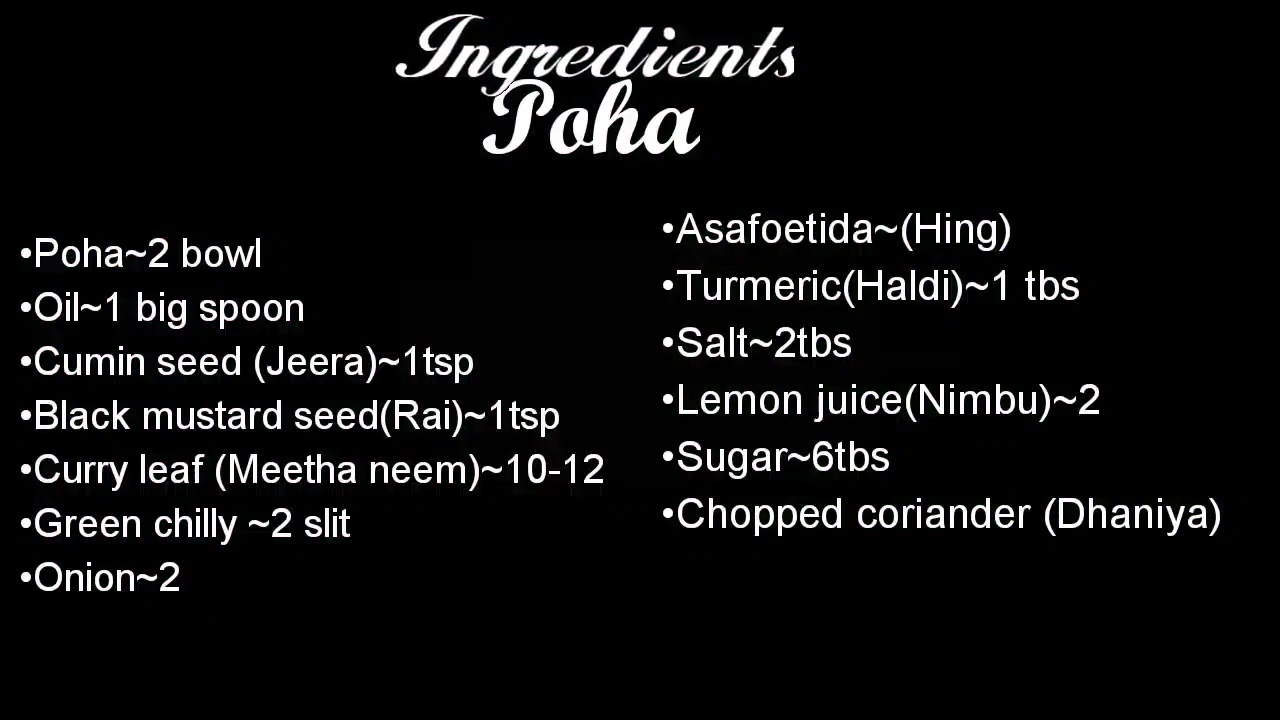 Ingredients
Poha
•Poha~2 bowl
•Oil~1 big spoon
•Cumin seed (Jeera)~1tsp
•Black mustard seed(Rai)~1tsp
•Curry leaf (Meetha neem)~10-12
•Green chilly ~2 slit
•Onion~2
•Asafoetida~(Hing)
•Turmeric(Haldi)~1 tbs
•Salt~2tbs
•Lemon juice(Nimbu)~2
•Sugar~6tbs
•Chopped coriander (Dhaniya)